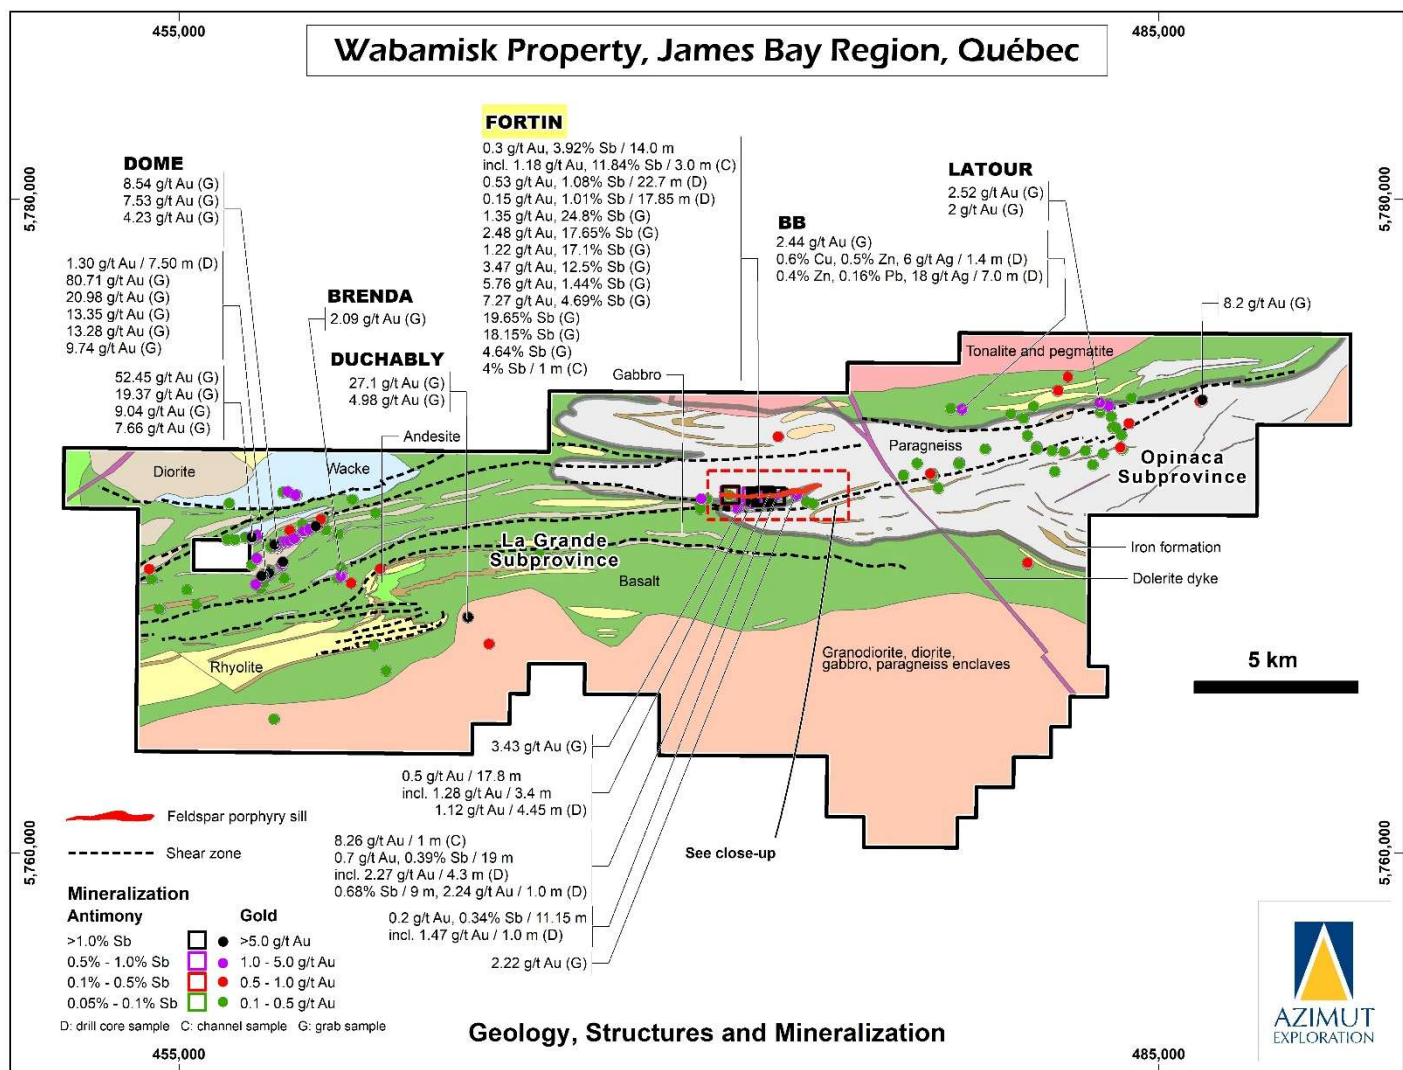 455,000
485,000
Wabamisk Property, James Bay Region, Québec
5,780,000
5,780,000
DOME
8.54 g/t Au (G)
7.53 g/t Au (G)
4.23 g/t Au (G)
1.30 g/t Au / 7.50 m (D)
80.71 g/t Au (G)
20.98 g/t Au (G)
13.35 g/t Au (G)
13.28 g/t Au (G)
9.74 g/t Au (G)
52.45 g/t Au (G)
19.37 g/t Au (G)
9.04 g/t Au (G)
7.66 g/t Au (G)
BRENDA
2.09 g/t Au (G)
DUCHABLY
27.1 g/t Au (G)
4.98 g/t Au (G)
FORTIN
0.3 g/t Au, 3.92% Sb / 14.0 m
incl. 1.18 g/t Au, 11.84% Sb / 3.0 m (C)
0.53 g/t Au, 1.08% Sb / 22.7 m (D)
0.15 g/t Au, 1.01% Sb / 17.85 m (D)
1.35 g/t Au, 24.8% Sb (G)
2.48 g/t Au, 17.65% Sb (G)
1.22 g/t Au, 17.1% Sb (G)
3.47 g/t Au, 12.5% Sb (G)
5.76 g/t Au, 1.44% Sb (G)
7.27 g/t Au, 4.69% Sb (G)
19.65% Sb (G)
18.15% Sb (G)
4.64% Sb (G)
4% Sb / 1 m (C)
BB
2.44 g/t Au (G)
0.6% Cu, 0.5% Zn, 6 g/t Ag / 1.4 m (D)
0.4% Zn, 0.16% Pb, 18 g/t Ag / 7.0 m (D)
LATOUR
2.52 g/t Au (G)
2 g/t Au (G)
8.2 g/t Au (G)
Tonalite and pegmatite
Gabbro
Andesite
Diorite
Wacke
Paragneiss
Opinaca
Subprovince
La Grande
Subprovince
Basalt
Iron formation
Dolerite dyke
Rhyolite
Granodiorite, diorite,
gabbro, paragneiss enclaves
5 km
3.43 g/t Au (G)
0.5 g/t Au / 17.8 m
incl. 1.28 g/t Au / 3.4 m
1.12 g/t Au / 4.45 m (D)
8.26 g/t Au / 1 m (C)
0.7 g/t Au, 0.39% Sb / 19 m
incl. 2.27 g/t Au / 4.3 m (D)
0.68% Sb / 9 m, 2.24 g/t Au / 1.0 m (D)
0.2 g/t Au, 0.34% Sb / 11.15 m
incl. 1.47 g/t Au / 1.0 m (D)
2.22 g/t Au (G)
See close-up
5,760,000
5,760,000
Feldspar porphyry sill
Shear zone
Mineralization
Antimony Gold
>1.0% Sb >5.0 g/t Au
0.5% - 1.0% Sb 1.0 - 5.0 g/t Au
0.1% - 0.5% Sb 0.5 - 1.0 g/t Au
0.05% - 0.1% Sb 0.1 - 0.5 g/t Au
D: drill core sample C: channel sample G: grab sample
Geology, Structures and Mineralization
AZIMUT
EXPLORATION
455,000
485,000